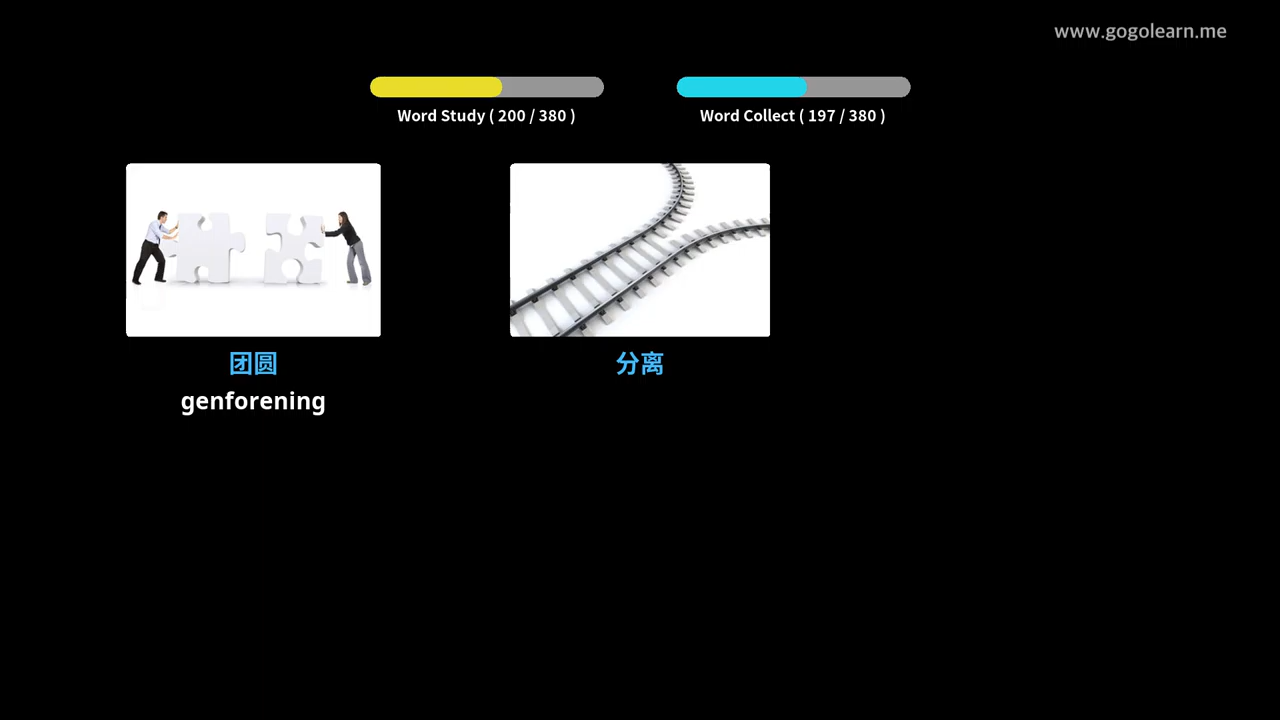 www.gogolearn.me
Word Study ( 200 / 380 )
Word Collect ( 197 / 380 )
团圆
分离
genforening